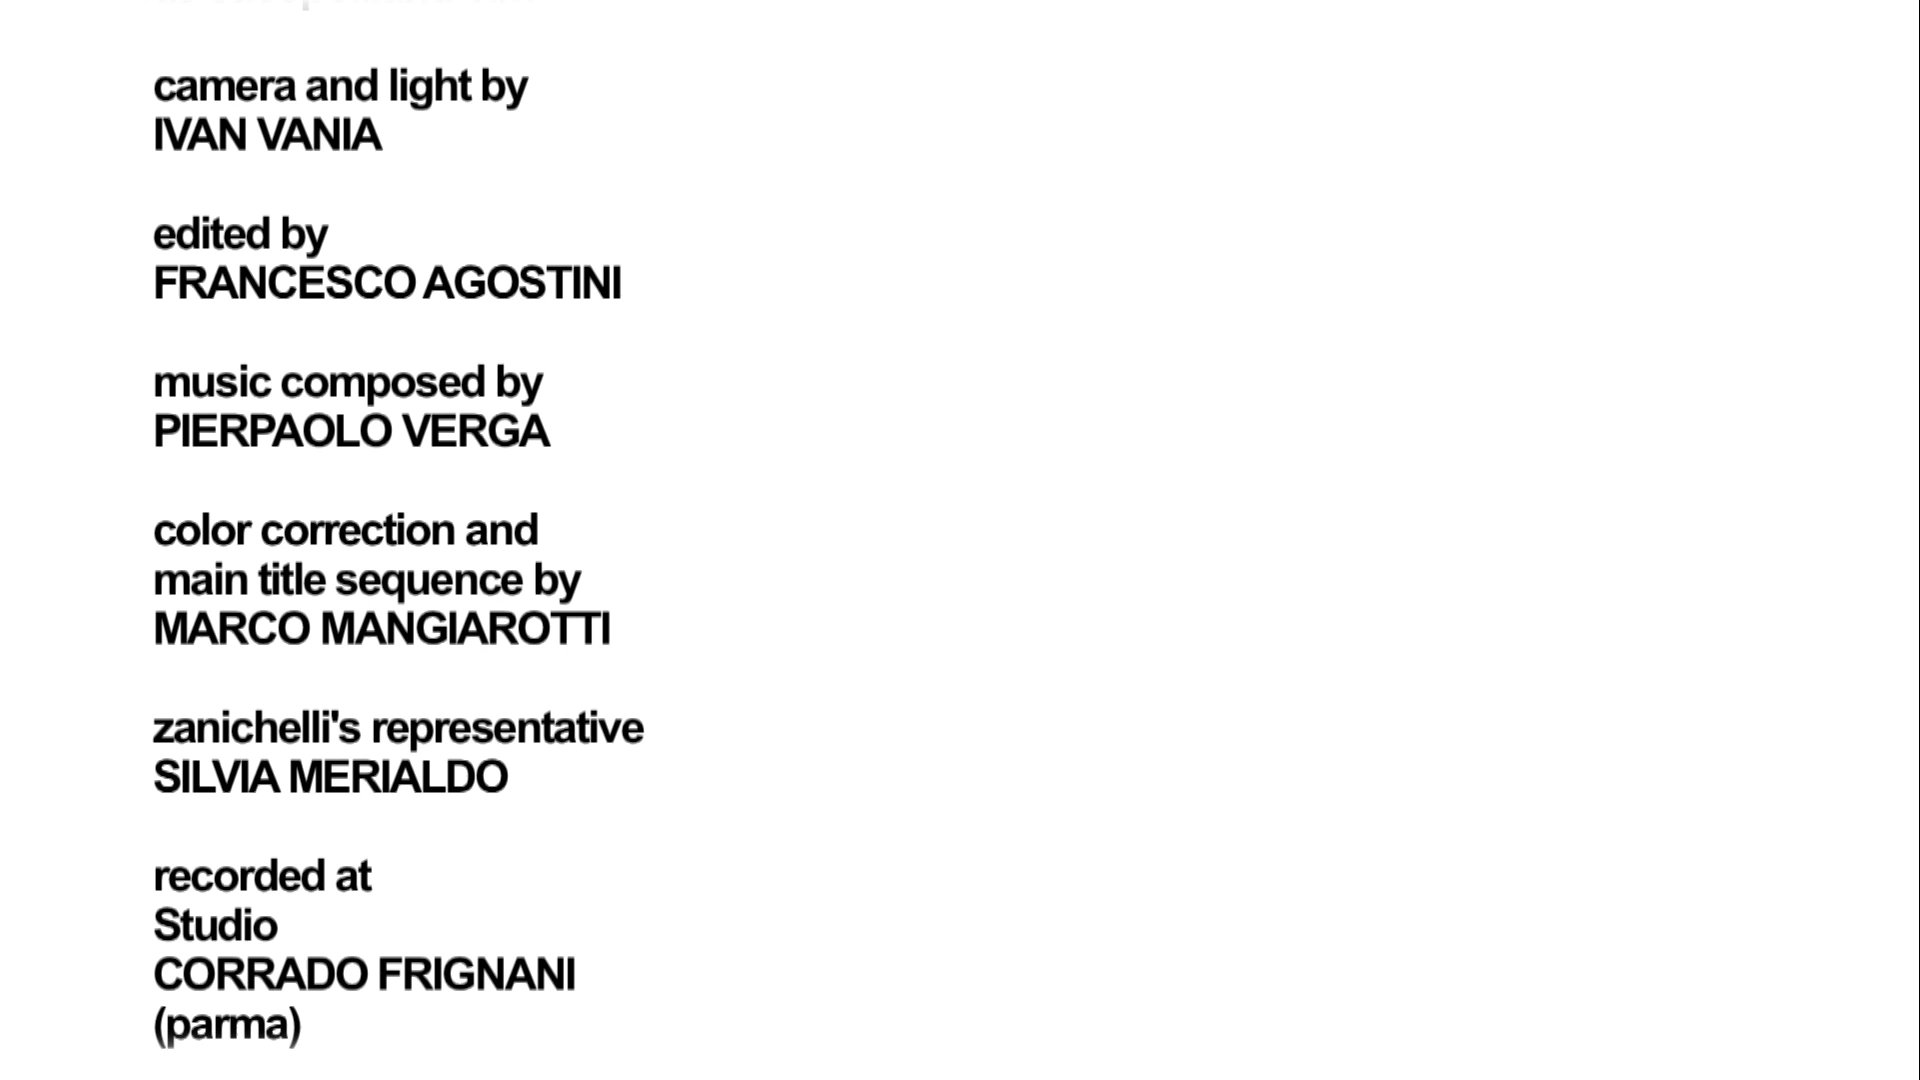 camera and light by
IVAN VANIA
edited by
FRANCESCO AGOSTINI
music composed by
PIERPAOLO VERGA
color correction and
main title sequence by
MARCO MANGIAROTTI
zanichelli's representative
SILVIA MERIALDO
recorded at
Studio
CORRADO FRIGNANI
(parma)